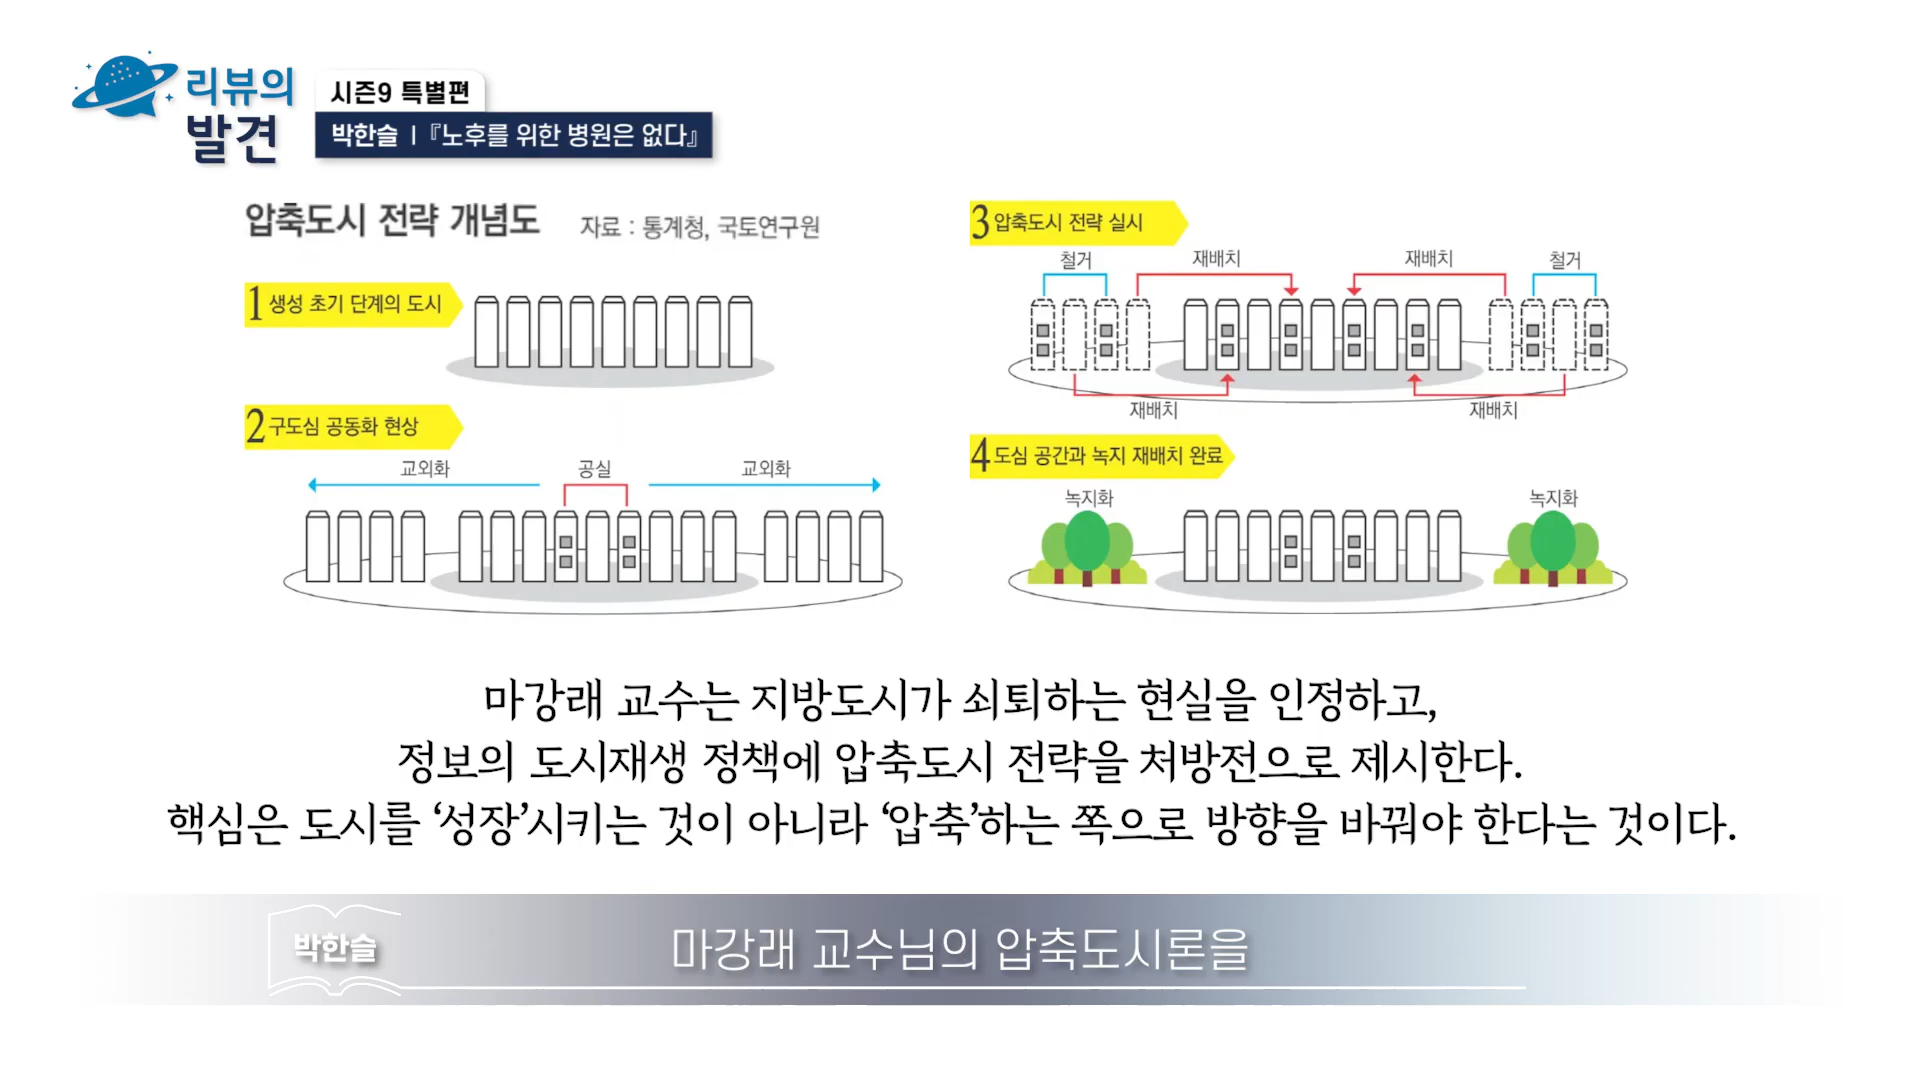 리뷰의
발견
시즌9 특별편
박한슬 | 『노후를 위한 병원은 없다』
압축도시 전략 개념도
자료 : 통계청, 국토연구원
1 생성 초기 단계의 도시
2 구도심 공동화 현상
교외화
공실
교외화
3 압축도시 전략 실시
철거
재배치
재배치
철거
재배치
재배치
4 도심 공간과 녹지 재배치 완료
녹지화
녹지화
마강래 교수는 지방도시가 쇠퇴하는 현실을 인정하고,
정보의 도시재생 정책에 압축도시 전략을 처방전으로 제시한다.
핵심은 도시를 ‘성장’시키는 것이 아니라 ‘압축’하는 쪽으로 방향을 바꿔야 한다는 것이다.
박한슬
마강래 교수님의 압축도시론을